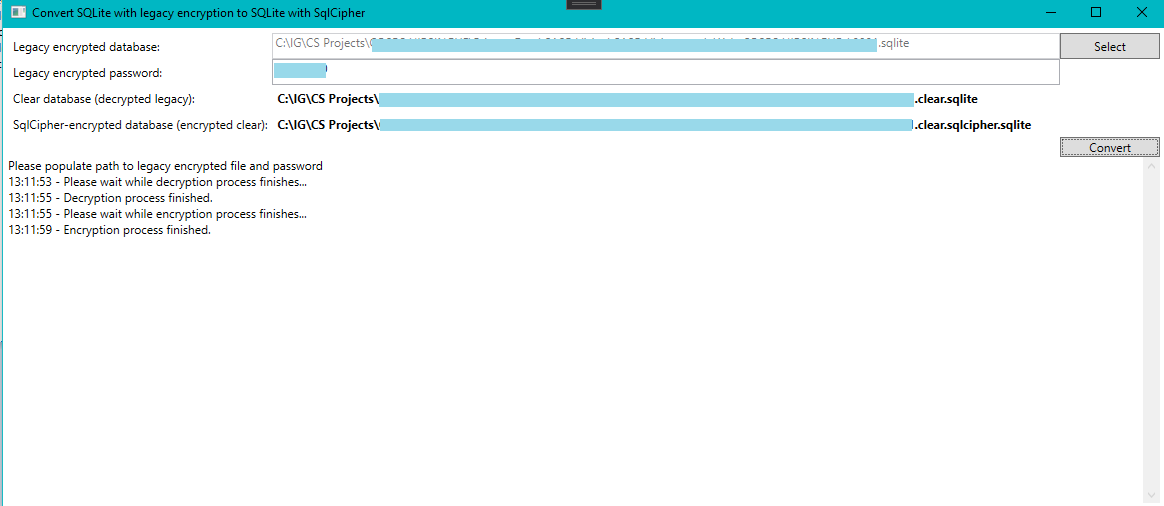 Convert SQLite with legacy encryption to SQLite with SqlCipher
Legacy encrypted database: C:\IG\CS Projects\ .sqlite Select
Legacy encrypted password:
Clear database (decrypted legacy): C:\IG\CS Projects\ .clear.sqlite
SqlCipher-encrypted database (encrypted clear): C:\IG\CS Projects\ .clear.sqlcipher.sqlite
Convert
Please populate path to legacy encrypted file and password
13:11:53 - Please wait while decryption process finishes...
13:11:55 - Decryption process finished.
13:11:55 - Please wait while encryption process finishes...
13:11:59 - Encryption process finished.